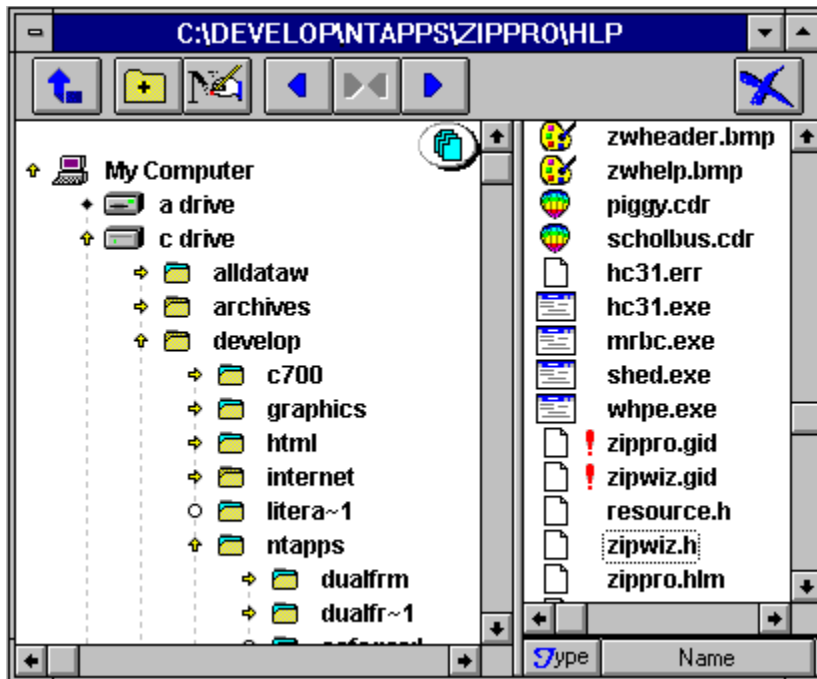 C:\DEVELOP\NTAPPS\ZIPPRO\HLP
My Computer
a drive
c drive
alldataw
archives
develop
c700
graphics
html
internet
litera~1
ntapps
dualfrm
dualfr~1
zwheader.bmp
zwhelp.bmp
piggy.cdr
scholbus.cdr
hc31.err
hc31.exe
mrbc.exe
shed.exe
whpe.exe
zippro.gid
zipwiz.gid
resource.h
zipwiz.h
zippro.hlm
Type Name